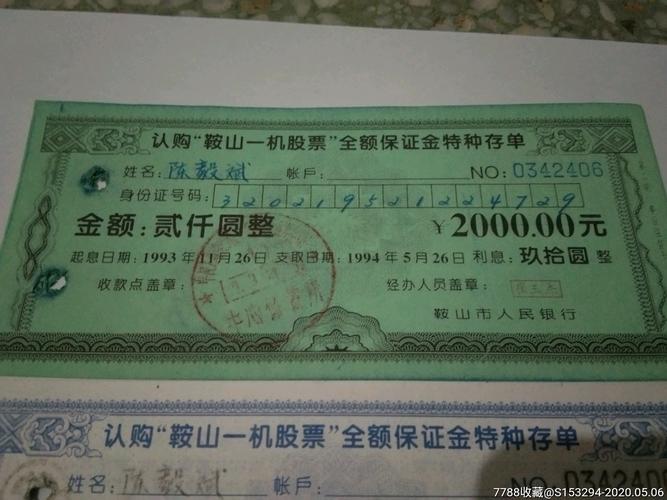 认购"鞍山一机股票"全额保证金特种存单
姓名：陈毅斌 帐户： NO：0342406
身份证号码：320219521224729
金额：贰仟圆整 ￥2000.00元
起息日期：1993年11月26日 支取日期：1994年5月26日 利息：玖拾圆整
收款点盖章： 经办人员盖章：
鞍山市人民银行
认购"鞍山一机股票"全额保证金特种存单
姓名：陈毅斌 帐户： NO 0342404
7788收藏@S153294-2020.05.06